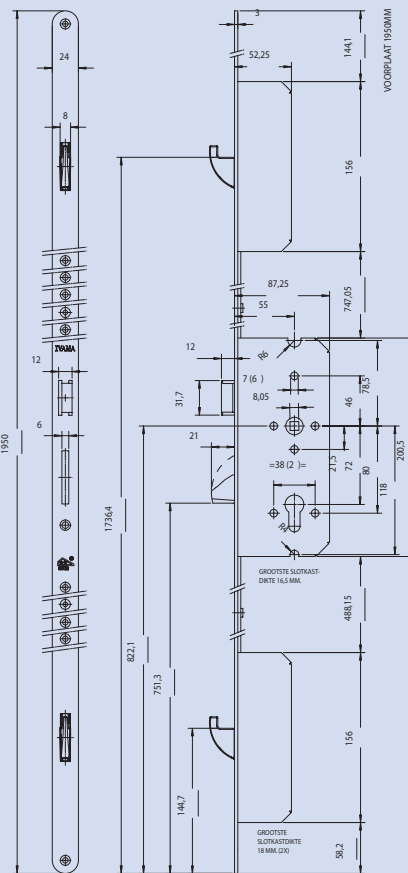 3
52,25
144,1
VOORPLAAT 1950MM
24
8
156
87,25
747,05
55
IVANA
12
12
R6
7 (6 )
31,7
8,05
46
78,5
6
1950
21
=38 (2 )=
21,5
72
80
200,5
1736,4
118
R4
GROOTSTE SLOTKAST-
DIKTE 16,5 MM.
488,15
822,1
751,3
156
144,7
GROOTSTE
SLOTKASTDIKTE
18 MM. (2X)
58,2